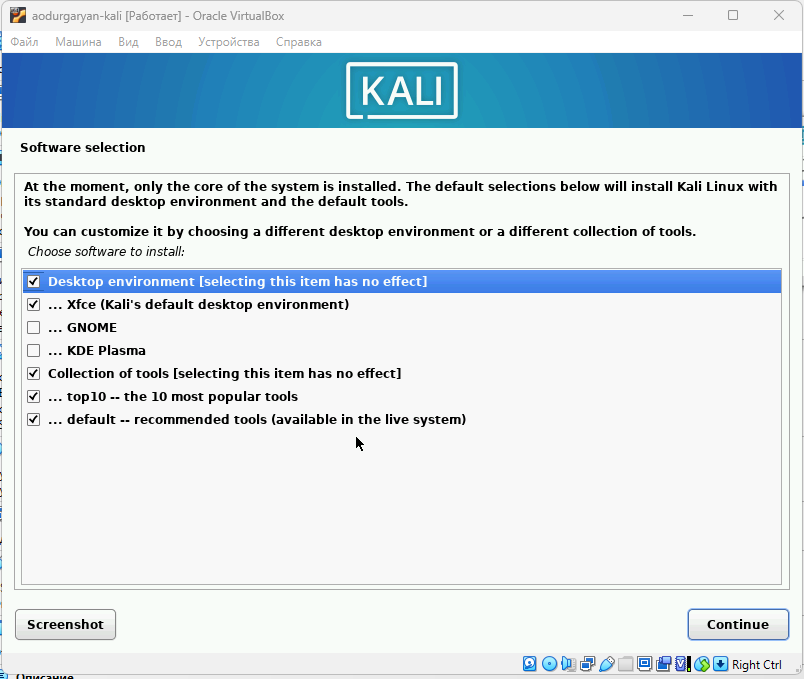 aodurgaryan-kali [Работает] - Oracle VirtualBox
Файл Машина Вид Ввод Устройства Справка
KALI
Software selection
At the moment, only the core of the system is installed. The default selections below will install Kali Linux with
its standard desktop environment and the default tools.
You can customize it by choosing a different desktop environment or a different collection of tools.
Choose software to install:
Desktop environment [selecting this item has no effect]
... Xfce (Kali's default desktop environment)
... GNOME
... KDE Plasma
Collection of tools [selecting this item has no effect]
... top10 -- the 10 most popular tools
... default -- recommended tools (available in the live system)
Screenshot
Continue
Right Ctrl
Описание